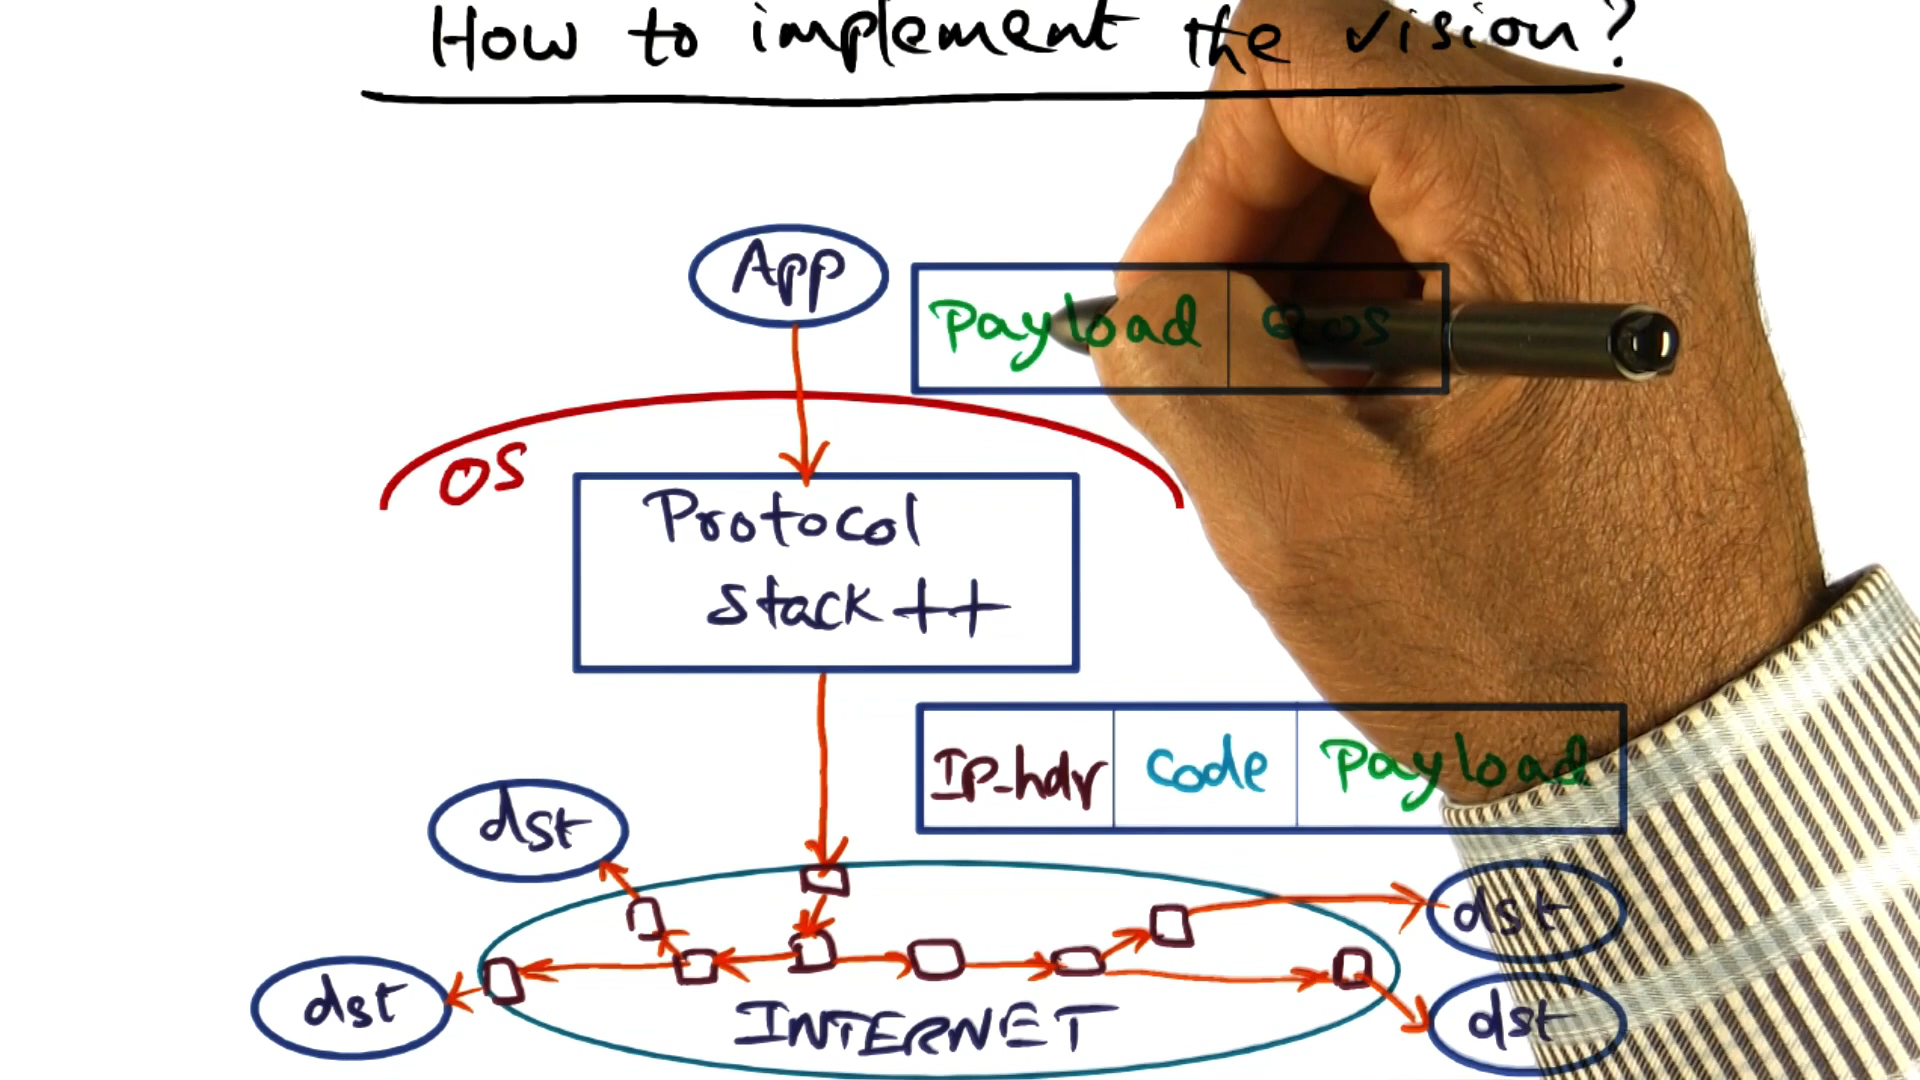 How to implement the vision?
App
Payload QoS
OS
Protocol
stack++
IP-hdr code Payload
dst
dst
dst
dst
INTERNET